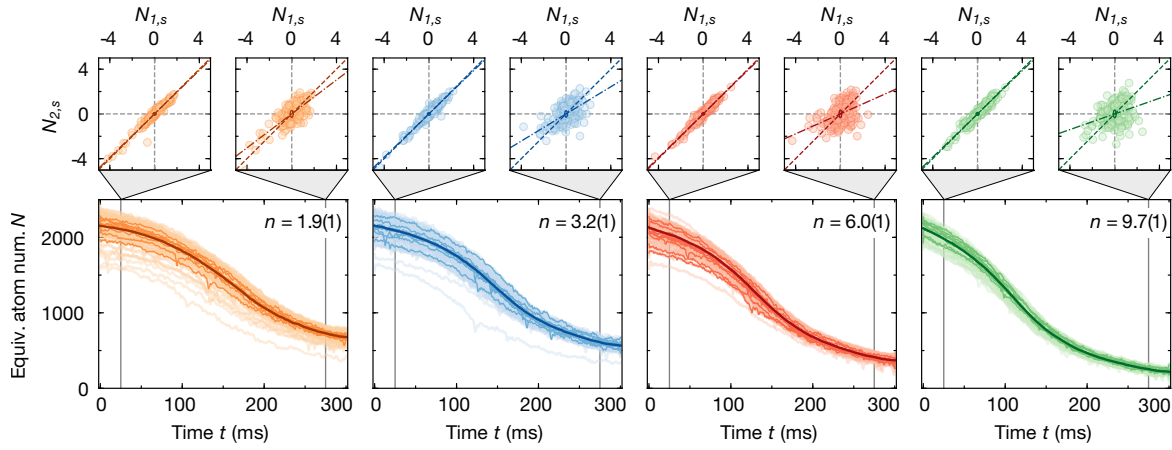 N1,s N1,s N1,s N1,s N1,s N1,s N1,s N1,s
-4 0 4 -4 0 4 -4 0 4 -4 0 4 -4 0 4 -4 0 4 -4 0 4 -4 0 4
4
0
-4
N2,s
n = 1.9(1) n = 3.2(1) n = 6.0(1) n = 9.7(1)
2000
1000
0
Equiv. atom num. N
0 100 200 300 0 100 200 300 0 100 200 300 0 100 200 300
Time t (ms) Time t (ms) Time t (ms) Time t (ms)